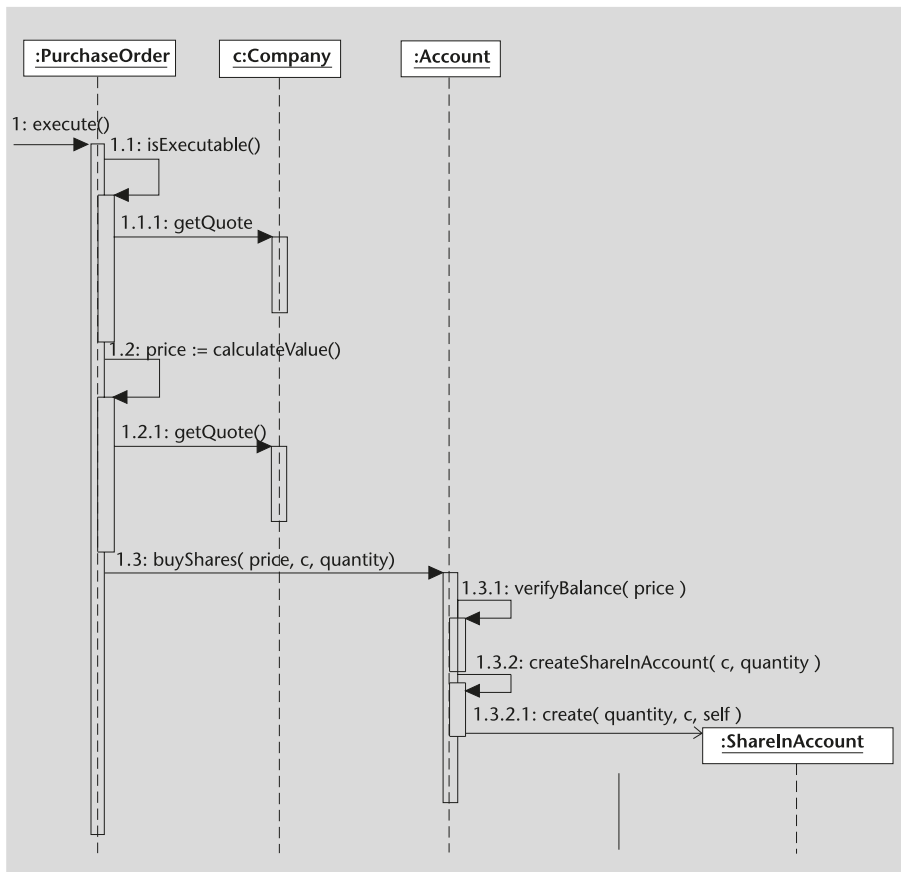 :PurchaseOrder
c:Company
:Account
1: execute()
1.1: isExecutable()
1.1.1: getQuote
1.2: price := calculateValue()
1.2.1: getQuote()
1.3: buyShares( price, c, quantity)
1.3.1: verifyBalance( price )
1.3.2: createShareInAccount( c, quantity )
1.3.2.1: create( quantity, c, self )
:ShareInAccount